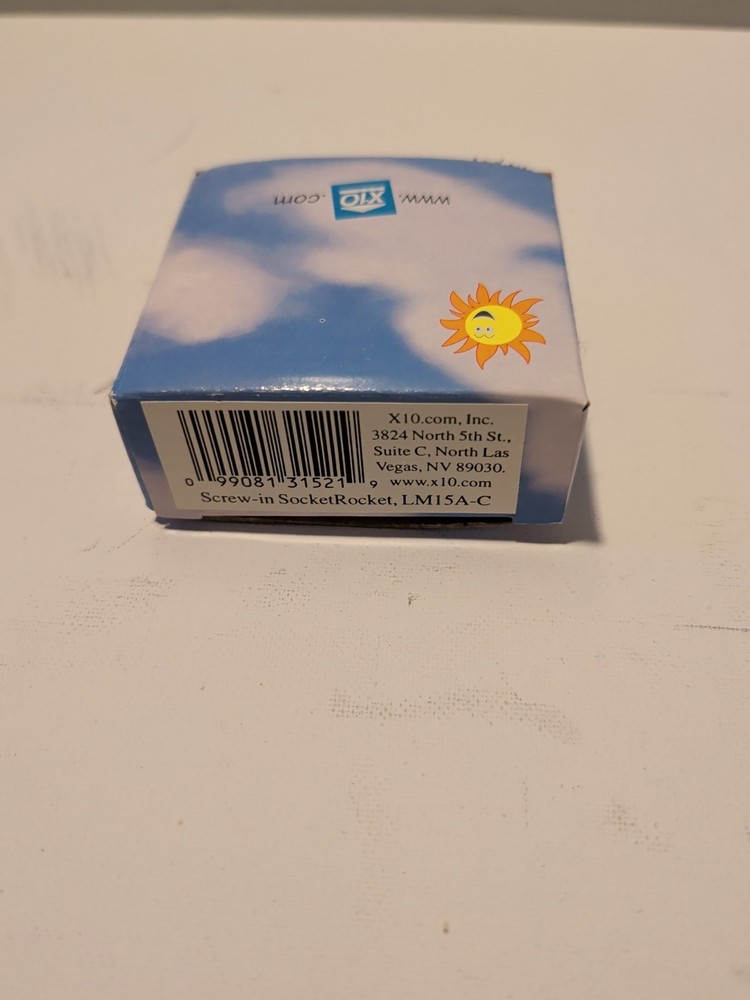 www.X10.com
X10.com, Inc.
3824 North 5th St.,
Suite C, North Las
Vegas, NV 89030.
www.x10.com
0 99081 31521 9
Screw-in SocketRocket, LM15A-C